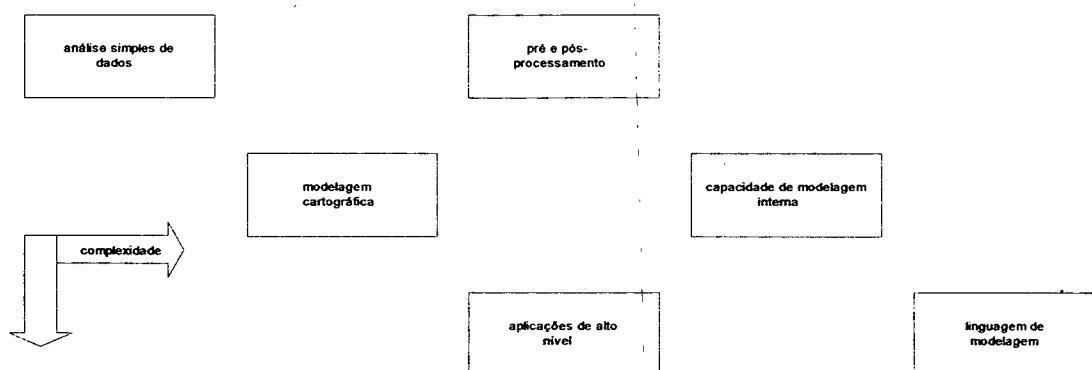 análise simples de
dados
pré e pós-
processamento
modelagem
cartográfica
capacidade de modelagem
interna
complexidade
aplicações de alto
nível
linguagem de
modelagem